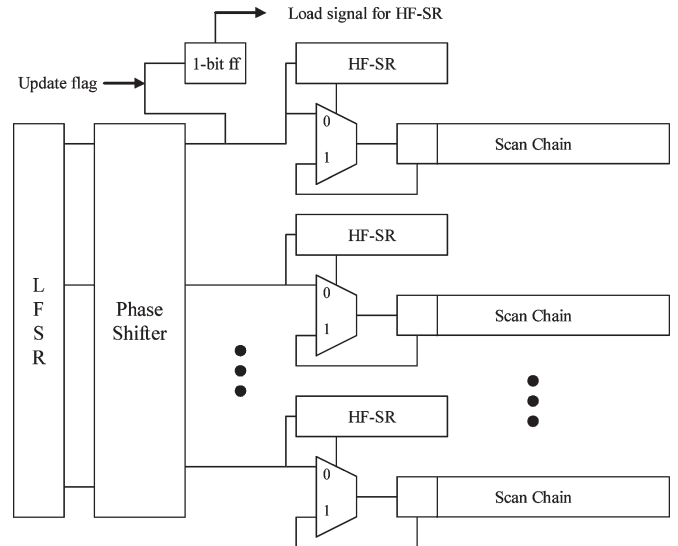 Load signal for HF-SR
1-bit ff
HF-SR
Update flag
0
1
Scan Chain
HF-SR
L
F
S
R
Phase
Shifter
0
1
Scan Chain
HF-SR
0
1
Scan Chain